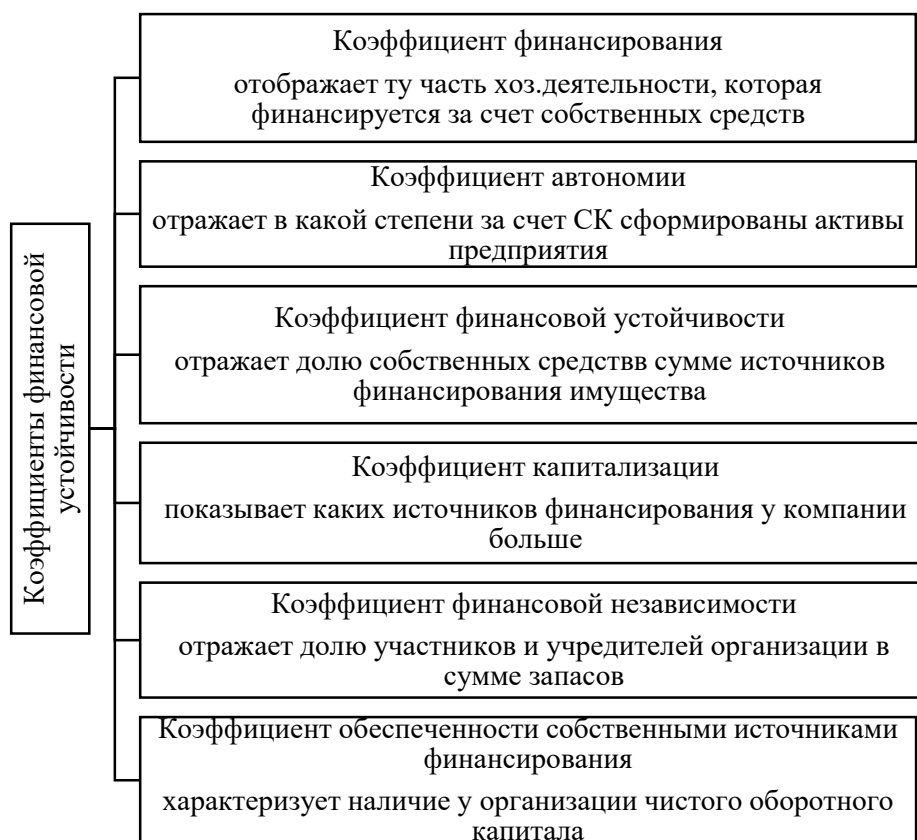 Коэффициенты финансовой
устойчивости
Коэффициент финансирования
отображает ту часть хоз.деятельности, которая
финансируется за счет собственных средств
Коэффициент автономии
отражает в какой степени за счет СК сформированы активы
предприятия
Коэффициент финансовой устойчивости
отражает долю собственных средствв сумме источников
финансирования имущества
Коэффициент капитализации
показывает каких источников финансирования у компании
больше
Коэффициент финансовой независимости
отражает долю участников и учредителей организации в
сумме запасов
Коэффициент обеспеченности собственными источниками
финансирования
характеризует наличие у организации чистого оборотного
капитала